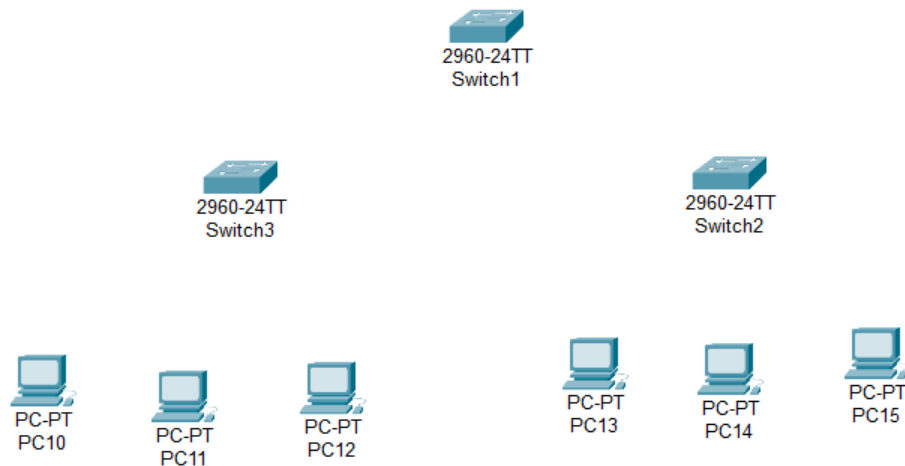 2960-24TT
Switch1
2960-24TT
Switch3
2960-24TT
Switch2
PC-PT
PC10
PC-PT
PC11
PC-PT
PC12
PC-PT
PC13
PC-PT
PC14
PC-PT
PC15